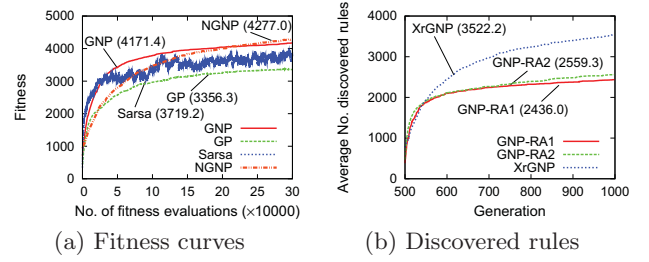 NGNP (4277.0)
GNP (4171.4)
GP (3356.3)
Sarsa (3719.2)
GNP
GP
Sarsa
NGNP
Fitness
5000
4000
3000
2000
1000
0
0 5 10 15 20 25 30
No. of fitness evaluations (×10000)
(a) Fitness curves
XrGNP (3522.2)
GNP-RA2 (2559.3)
GNP-RA1 (2436.0)
GNP-RA1
GNP-RA2
XrGNP
Average No. discovered rules
4000
3000
2000
1000
0
500 600 700 800 900 1000
Generation
(b) Discovered rules